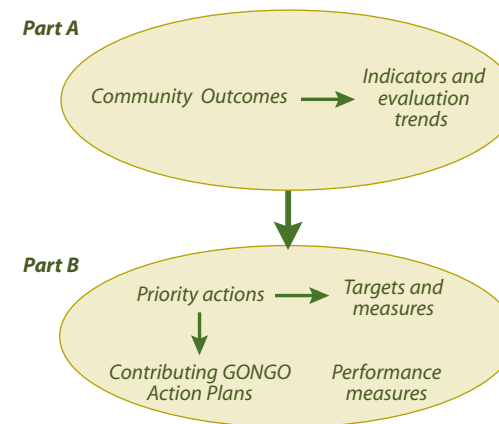 Part A
Community Outcomes
Indicators and
evaluation
trends
Part B
Priority actions
Targets and
measures
Contributing GONGO
Action Plans
Performance
measures